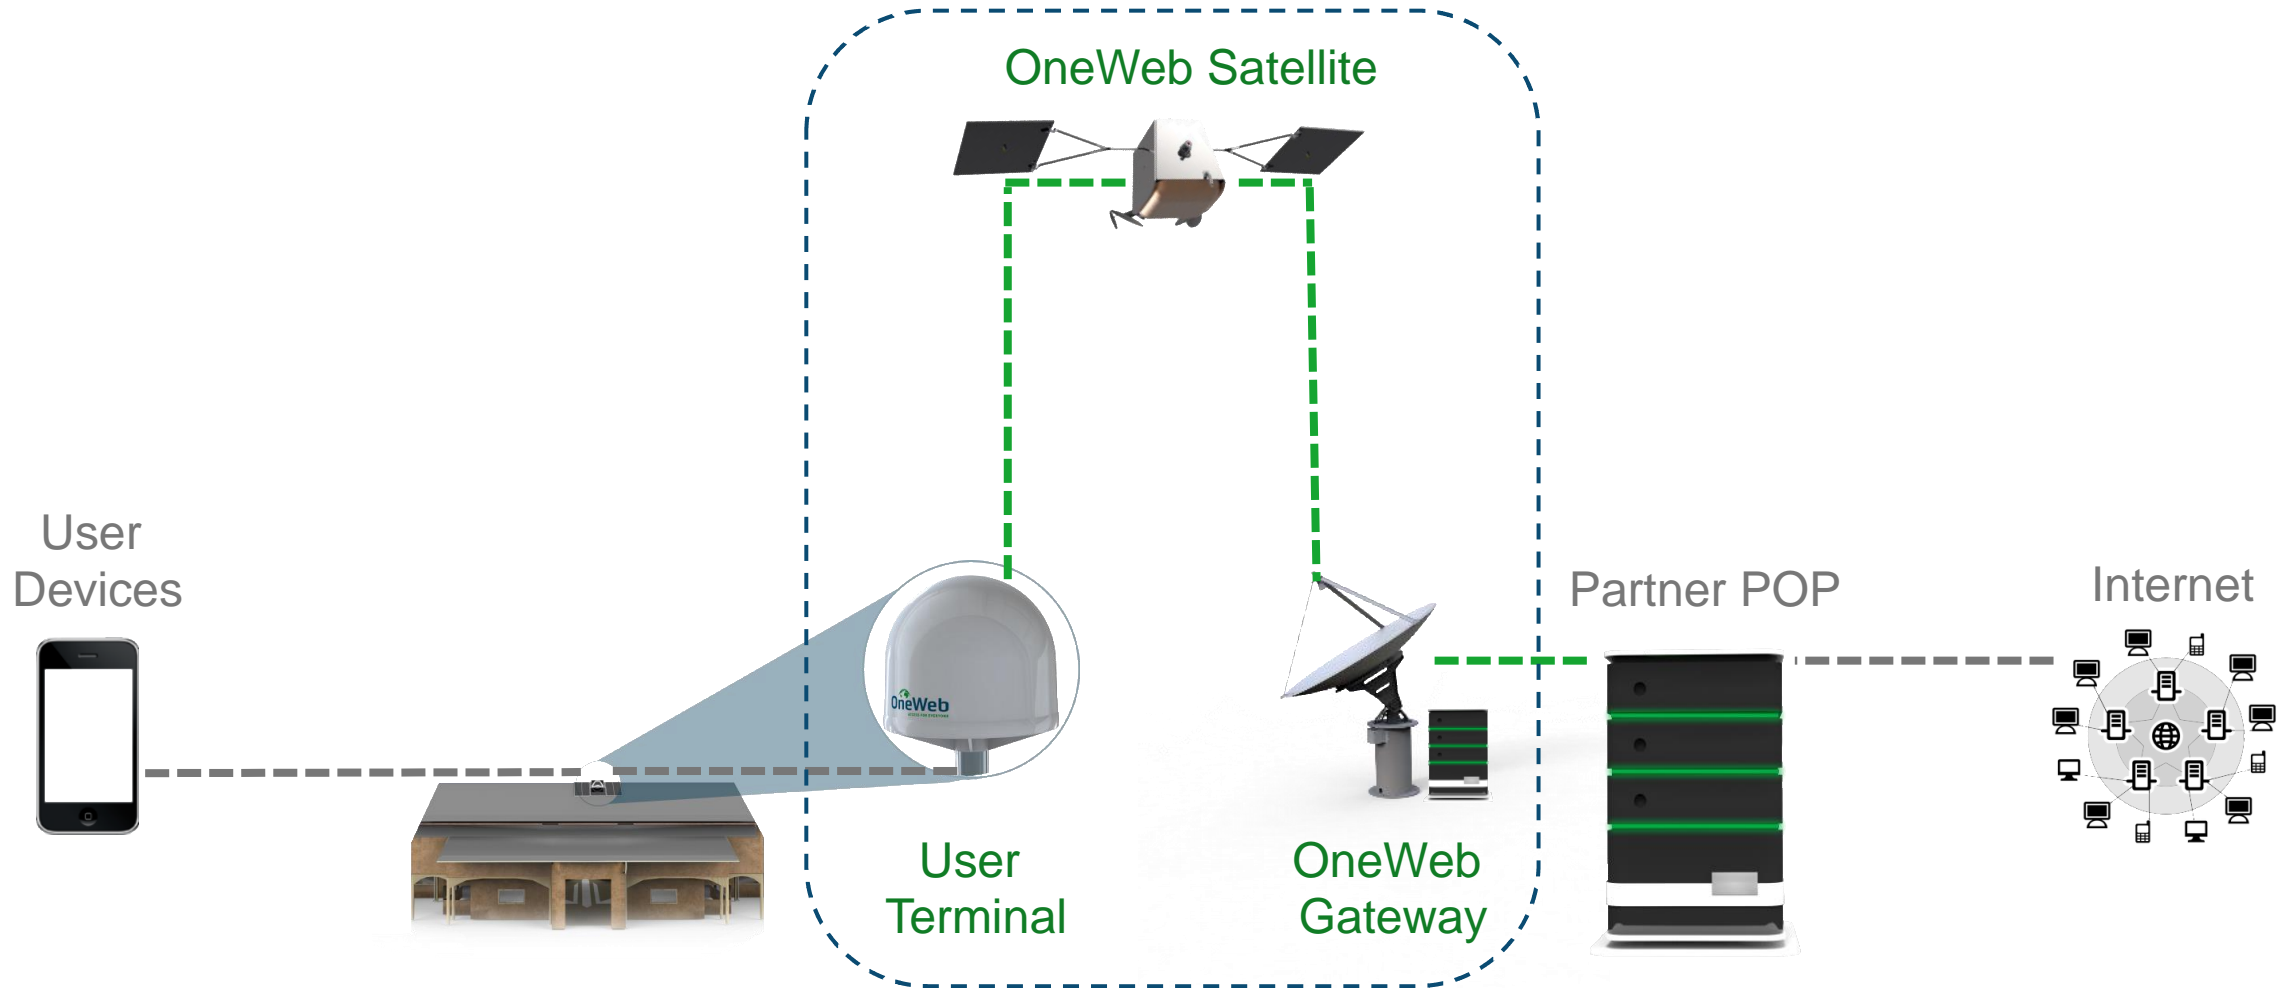 OneWeb Satellite
User
Devices
Partner POP
Internet
OneWeb
User
Terminal
OneWeb
Gateway